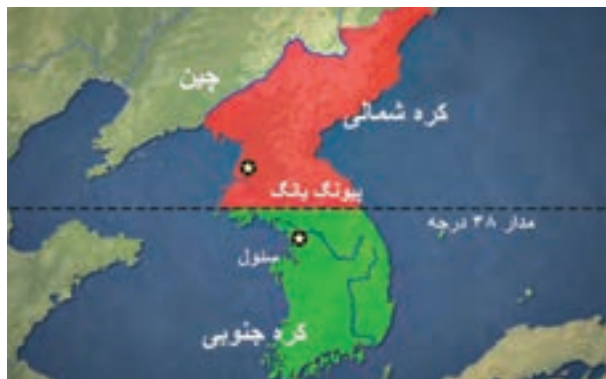 چین
کره شمالی
پیونگ یانگ
مدار ۳۸ درجه
سئول
کره جنوبی